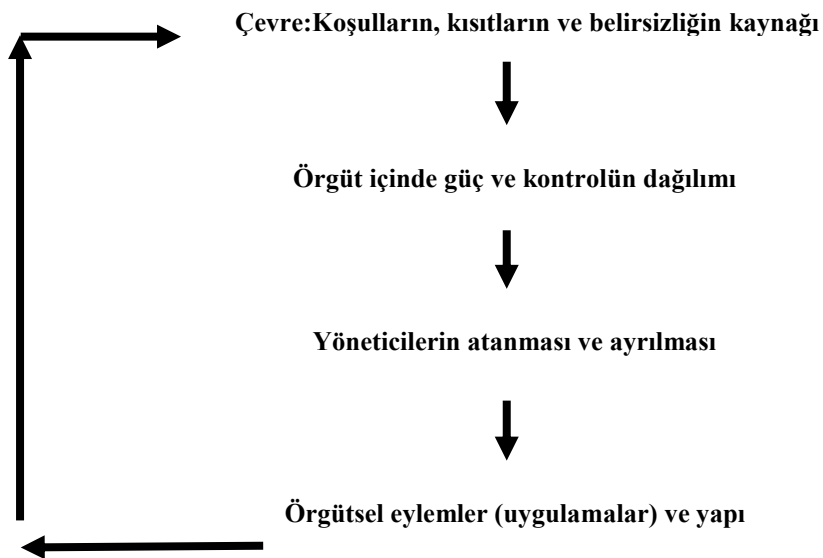 Çevre:Koşulların, kısıtların ve belirsizliğin kaynağı
Örgüt içinde güç ve kontrolün dağılımı
Yöneticilerin atanması ve ayrılması
Örgütsel eylemler (uygulamalar) ve yapı